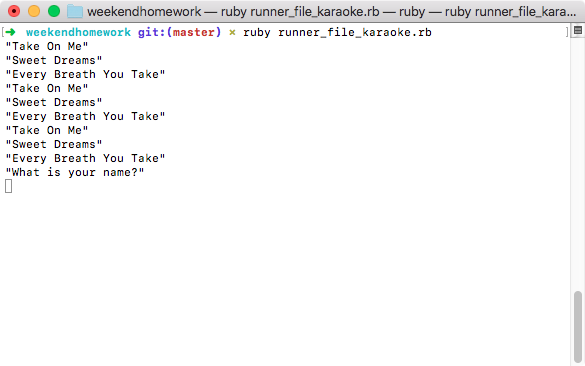 weekendhomework — ruby runner_file_karaoke.rb — ruby — ruby runner_file_kara...
[➜ weekendhomework git:(master) × ruby runner_file_karaoke.rb ]
"Take On Me"
"Sweet Dreams"
"Every Breath You Take"
"Take On Me"
"Sweet Dreams"
"Every Breath You Take"
"Take On Me"
"Sweet Dreams"
"Every Breath You Take"
"What is your name?"